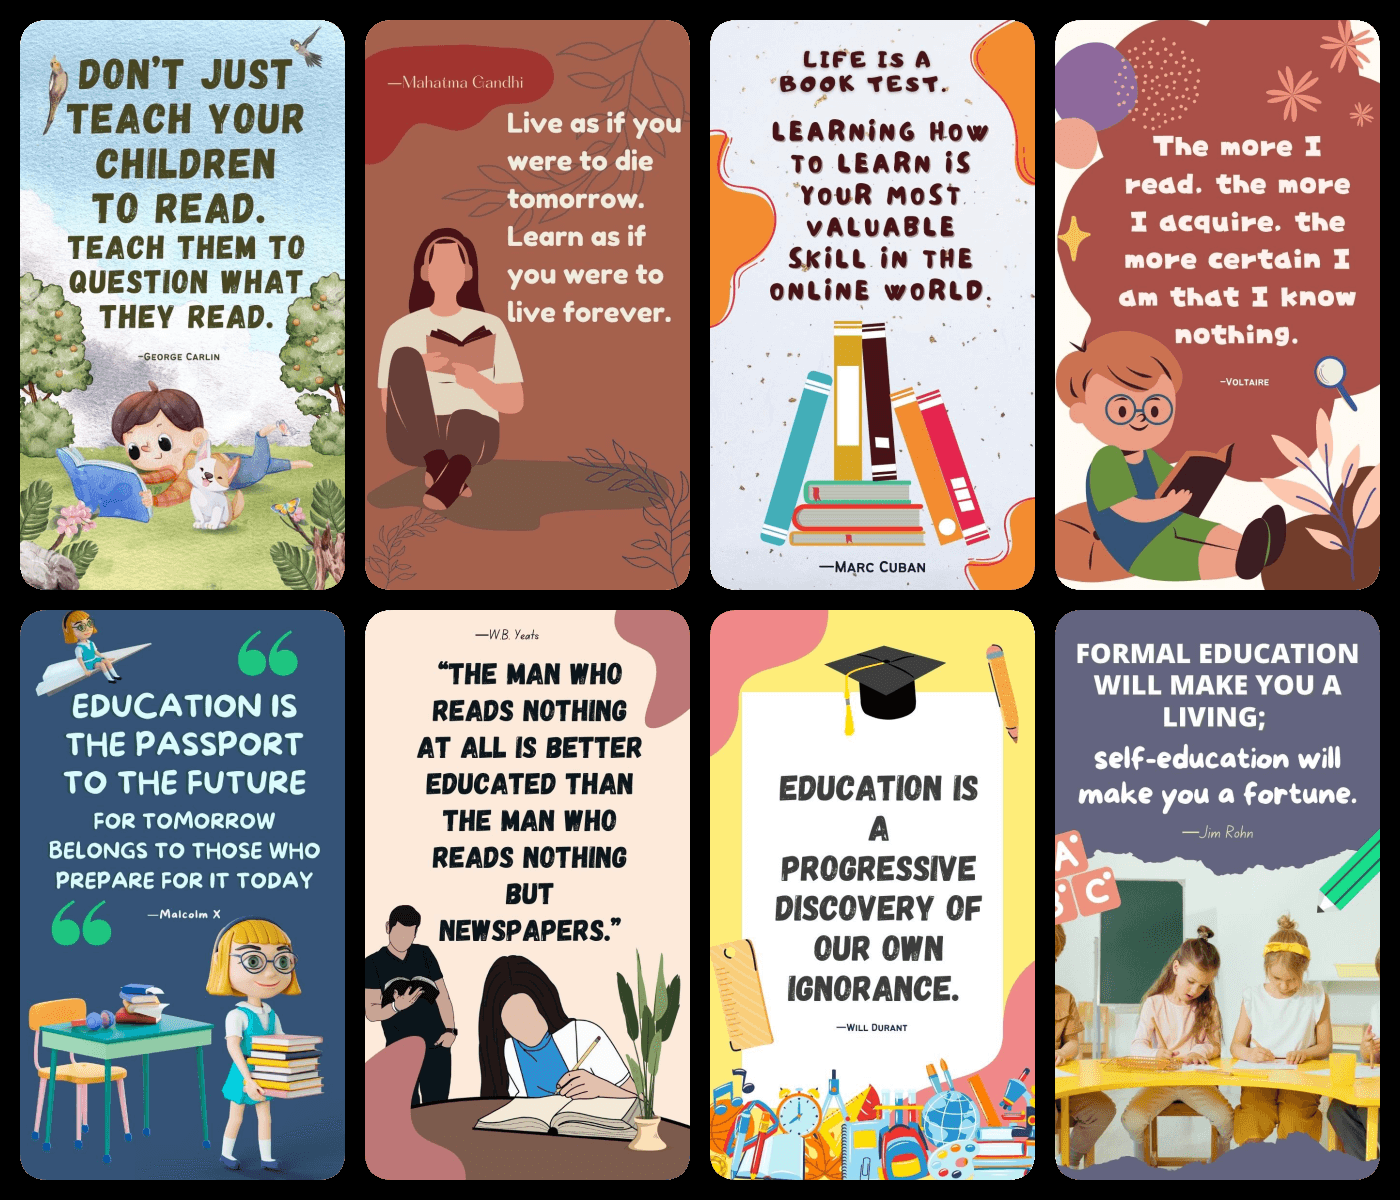 DON'T JUST
TEACH YOUR
CHILDREN
TO READ.
TEACH THEM TO
QUESTION WHAT
THEY READ.
–GEORGE CARLIN
—Mahatma Gandhi
Live as if you
were to die
tomorrow.
Learn as if
you were to
live forever.
LIFE IS A
BOOK TEST.
LEARNING HOW
TO LEARN IS
YOUR MOST
VALUABLE
SKILL IN THE
ONLINE WORLD.
—MARC CUBAN
The more I
read, the more
I acquire, the
more certain I
am that I know
nothing.
–VOLTAIRE
EDUCATION IS
THE PASSPORT
TO THE FUTURE
FOR TOMORROW
BELONGS TO THOSE WHO
PREPARE FOR IT TODAY
—Malcolm X
—W.B. Yeats
“THE MAN WHO
READS NOTHING
AT ALL IS BETTER
EDUCATED THAN
THE MAN WHO
READS NOTHING
BUT
NEWSPAPERS.”
EDUCATION IS
A
PROGRESSIVE
DISCOVERY OF
OUR OWN
IGNORANCE.
—WILL DURANT
FORMAL EDUCATION
WILL MAKE YOU A
LIVING;
self-education will
make you a fortune.
—Jim Rohn
A
B C